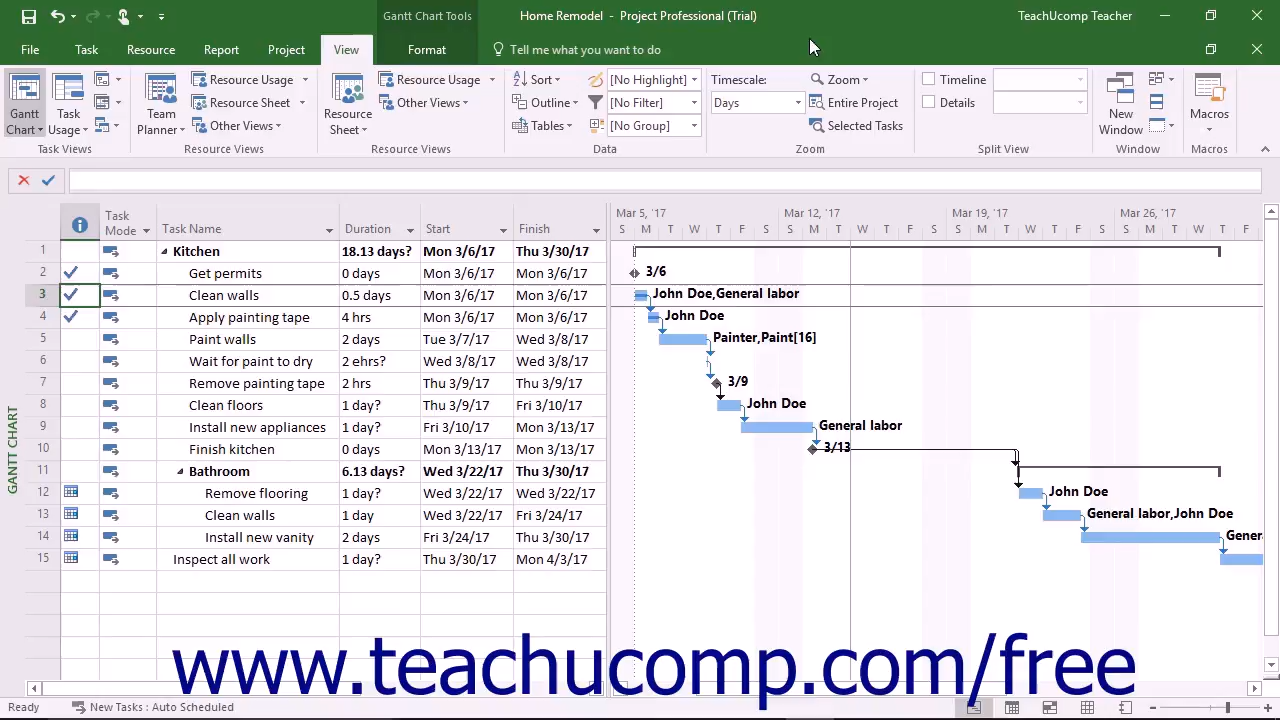 Gantt Chart Tools
Home Remodel - Project Professional (Trial)
TeachUcomp Teacher
File Task Resource Report Project View Format Tell me what you want to do
Gantt Chart
Task Usage
Task Views
Team Planner
Resource Usage
Resource Sheet
Other Views
Resource Views
Resource Sheet
Resource Usage
Other Views
Resource Views
Sort
Outline
Tables
[No Highlight]
[No Filter]
[No Group]
Data
Timescale:
Days
Zoom
Entire Project
Selected Tasks
Zoom
Timeline
Details
Split View
New Window
Window
Macros
Macros
GANTT CHART
Task Mode Task Name Duration Start Finish
Mar 5, '17 Mar 12, '17 Mar 19, '17 Mar 26, '17
S M T W T F S S M T W T F S S M T W T F S S M T W T F
1 Kitchen 18.13 days? Mon 3/6/17 Thu 3/30/17
2 Get permits 0 days Mon 3/6/17 Mon 3/6/17 3/6
3 Clean walls 0.5 days Mon 3/6/17 Mon 3/6/17 John Doe,General labor
4 Apply painting tape 4 hrs Mon 3/6/17 Mon 3/6/17 John Doe
5 Paint walls 2 days Tue 3/7/17 Wed 3/8/17 Painter,Paint[16]
6 Wait for paint to dry 2 ehrs? Wed 3/8/17 Wed 3/8/17
7 Remove painting tape 2 hrs Thu 3/9/17 Thu 3/9/17 3/9
8 Clean floors 1 day? Thu 3/9/17 Fri 3/10/17 John Doe
9 Install new appliances 1 day? Fri 3/10/17 Mon 3/13/17 General labor
10 Finish kitchen 0 days Mon 3/13/17 Mon 3/13/17 3/13
11 Bathroom 6.13 days? Wed 3/22/17 Thu 3/30/17
12 Remove flooring 1 day? Wed 3/22/17 Wed 3/22/17 John Doe
13 Clean walls 1 day Wed 3/22/17 Fri 3/24/17 General labor,John Doe
14 Install new vanity 2 days Fri 3/24/17 Thu 3/30/17 Gener
15 Inspect all work 1 day? Thu 3/30/17 Mon 4/3/17
www.teachucomp.com/free
Ready New Tasks : Auto Scheduled